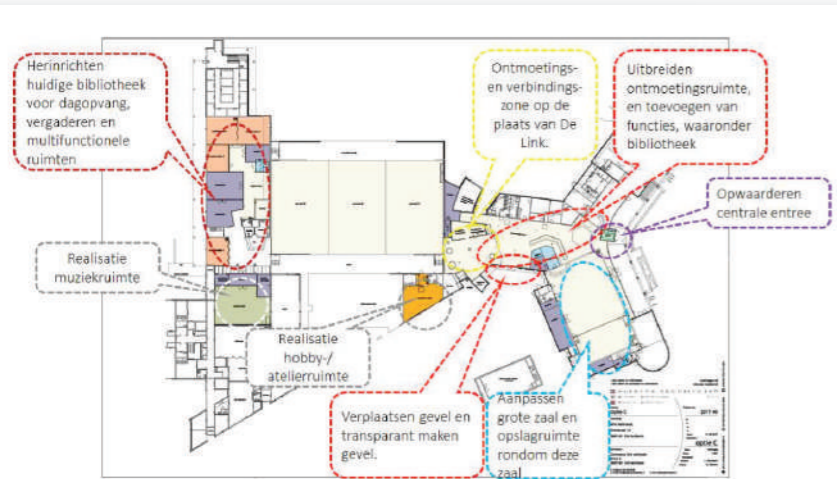 Herinrichten
huidige bibliotheek
voor dagopvang,
vergaderen en
multifunctionele
ruimten
Ontmoetings-
en verbindings-
zone op de
plaats van De
Link.
Uitbreiden
ontmoetingsruimte,
en toevoegen van
functies, waaronder
bibliotheek
Opwaarderen
centrale entree
Realisatie
muziekruimte
Realisatie
hobby-/
atelierruimte
Verplaatsen gevel en
transparant maken
gevel.
Aanpassen
grote zaal en
opslagruimte
rondom deze
zaal
optie C
optie C